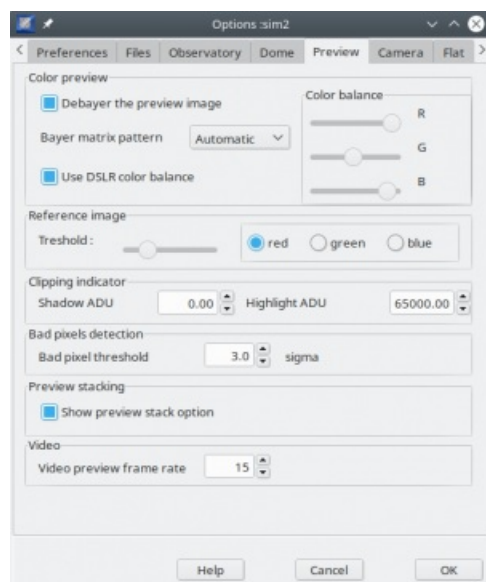 Options :sim2
Preferences Files Observatory Dome Preview Camera Flat
Color preview
Debayer the preview image
Bayer matrix pattern Automatic
Use DSLR color balance
Color balance
R
G
B
Reference image
Treshold : red green blue
Clipping indicator
Shadow ADU 0.00 Highlight ADU 65000.00
Bad pixels detection
Bad pixel threshold 3.0 sigma
Preview stacking
Show preview stack option
Video
Video preview frame rate 15
Help Cancel OK